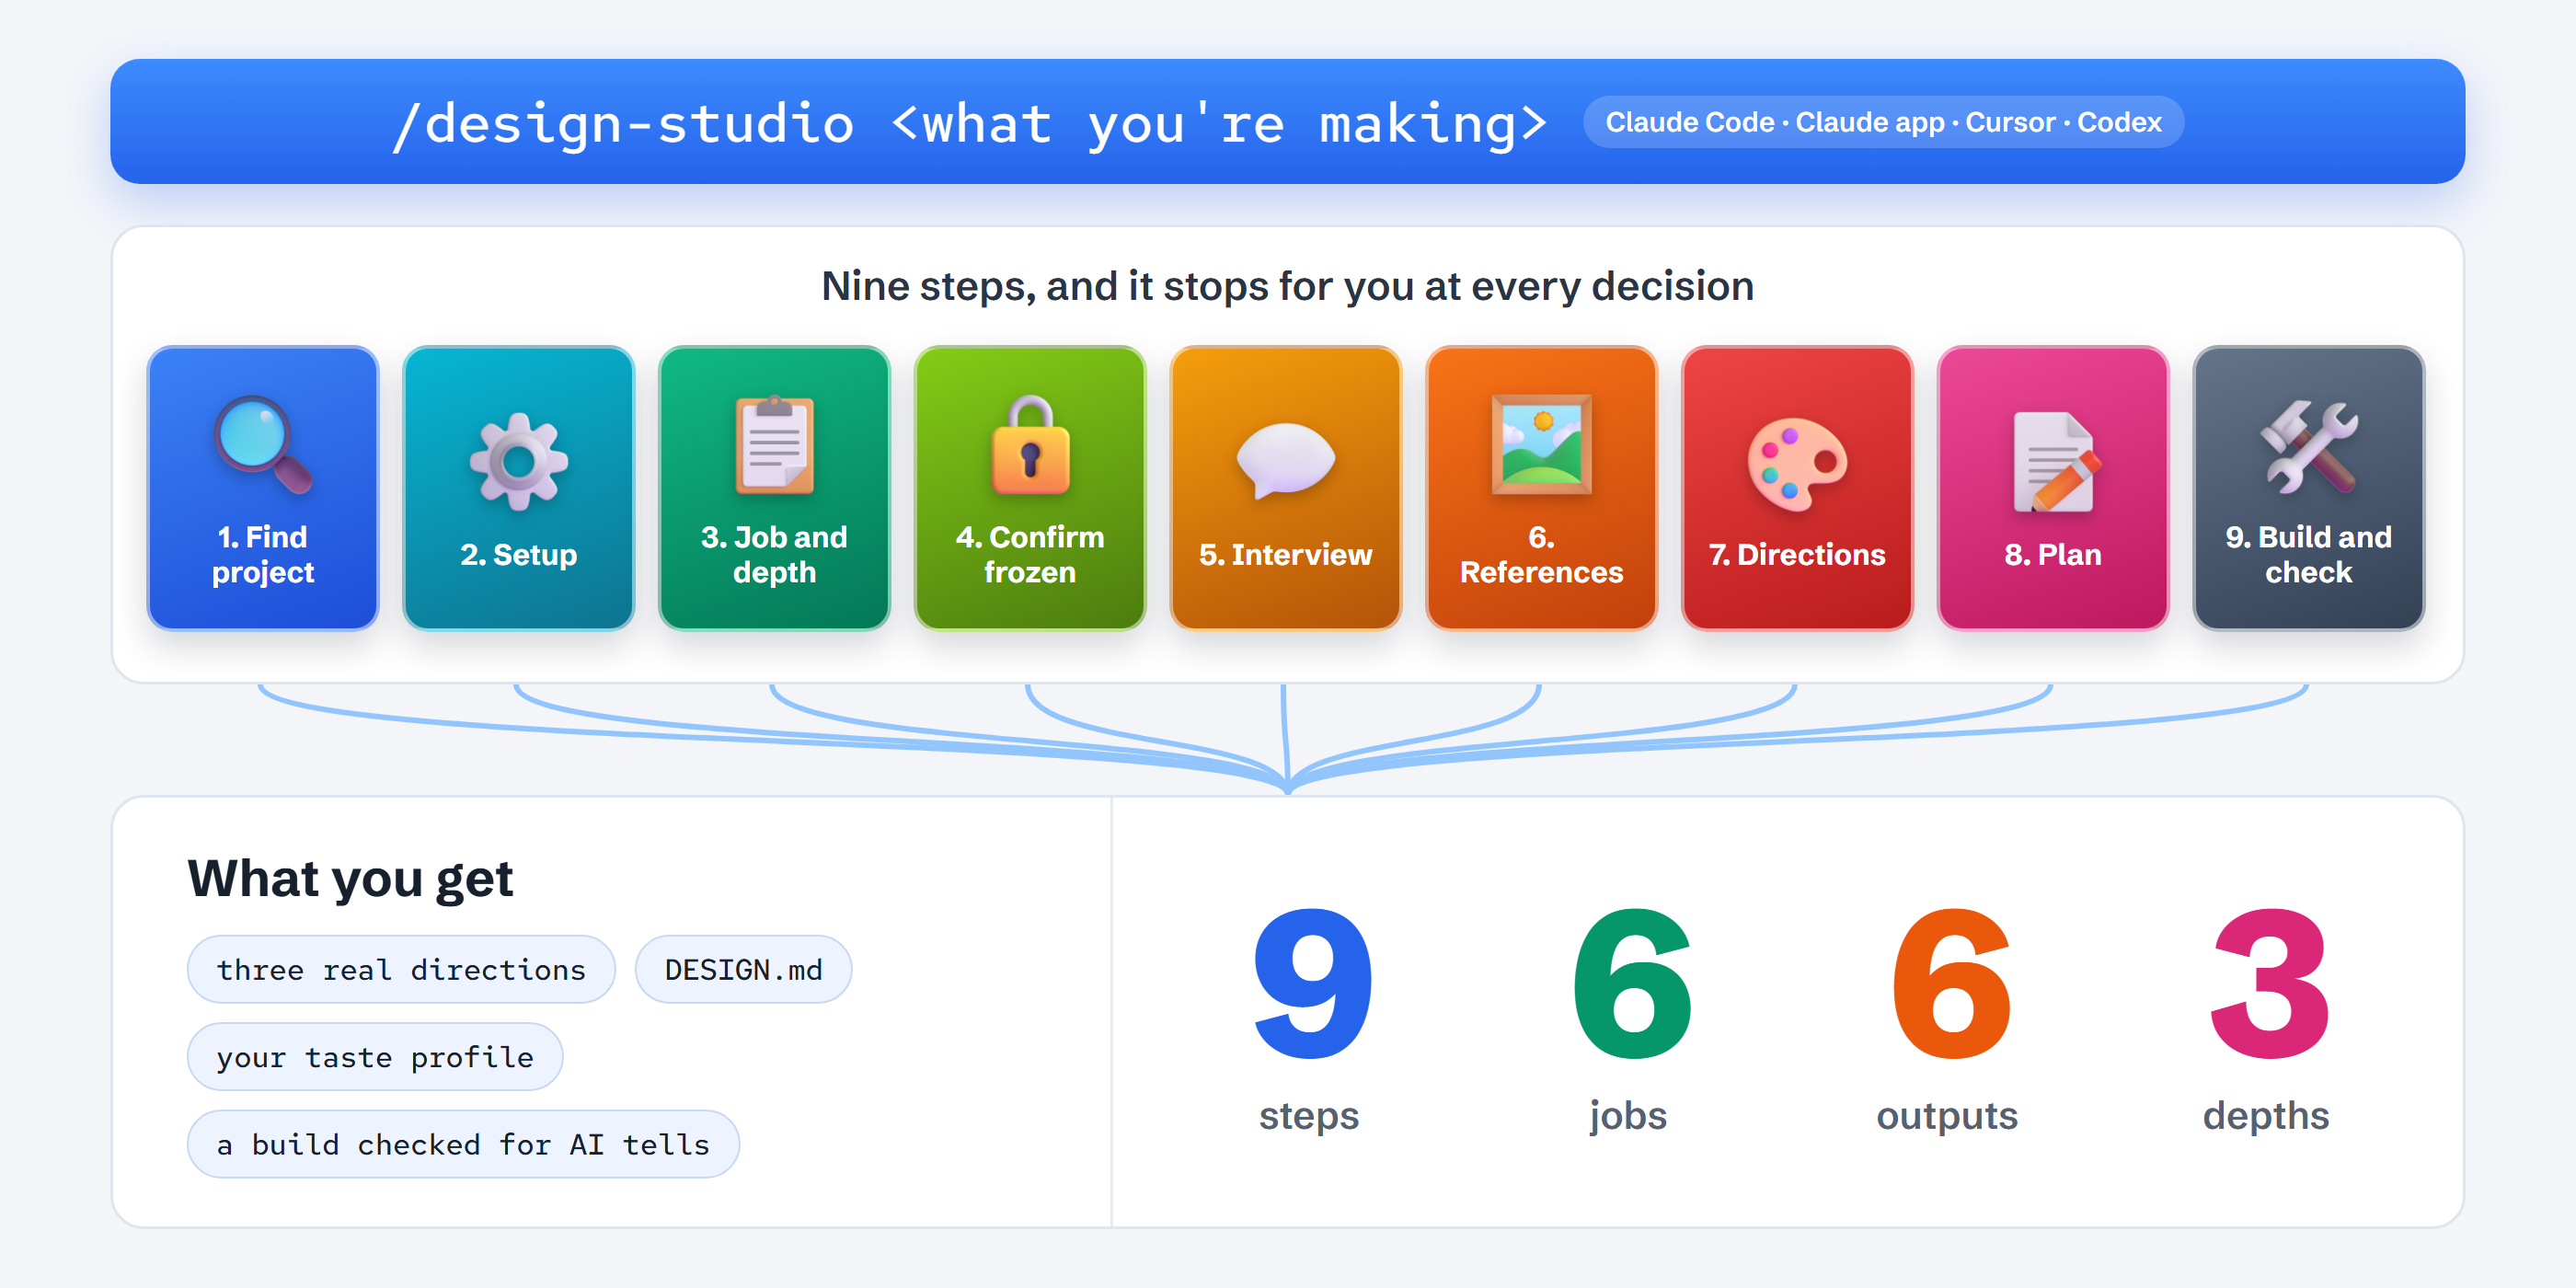 /design-studio <what you're making>
Claude Code · Claude app · Cursor · Codex
Nine steps, and it stops for you at every decision
1. Find
project
2. Setup
3. Job and
depth
4. Confirm
frozen
5. Interview
6.
References
7. Directions
8. Plan
9. Build and
check
What you get
three real directions
DESIGN.md
your taste profile
a build checked for AI tells
9
steps
6
jobs
6
outputs
3
depths